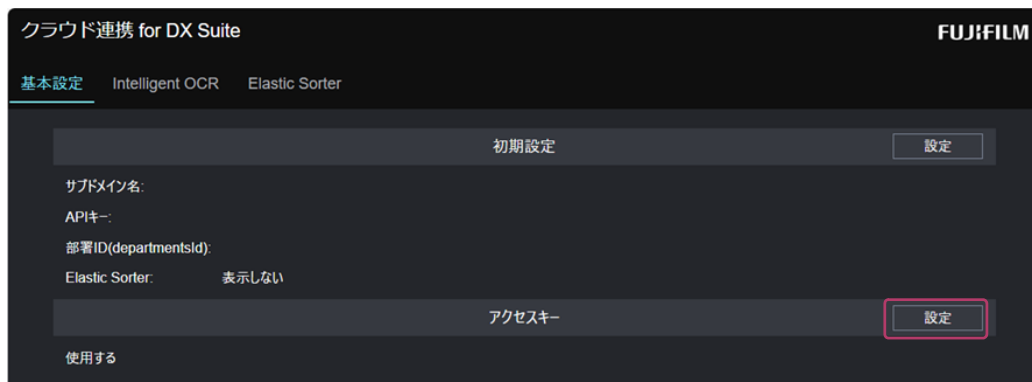 クラウド連携 for DX Suite
FUJIFILM
基本設定 Intelligent OCR Elastic Sorter
初期設定 設定
サブドメイン名:
APIキー:
部署ID(departmentsId):
Elastic Sorter: 表示しない
アクセスキー 設定
使用する